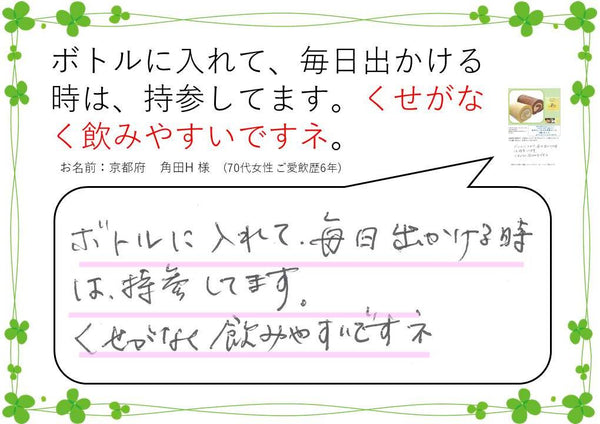 ボトルに入れて、毎日出かける
時は、持参してます。くせがな
く飲みやすいですネ。
お名前：京都府　角田H 様　（70代女性 ご愛飲歴6年）
ボトルに入れて、毎日出かける時
は、持参してます。
くせがなく飲みやすいですネ